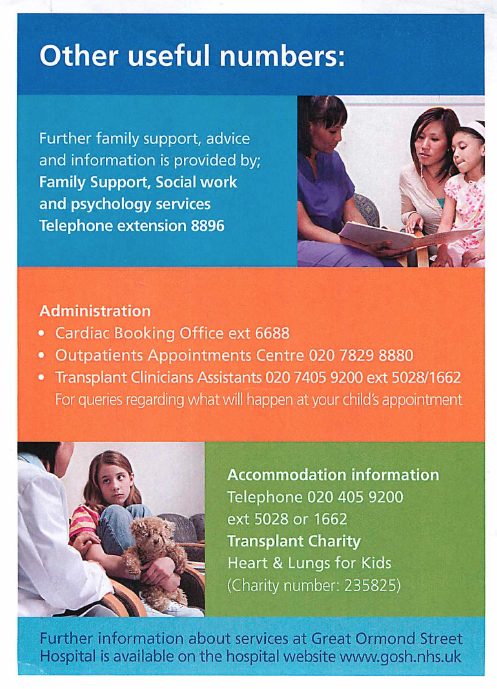 Other useful numbers:
Further family support, advice
and information is provided by;
Family Support, Social work
and psychology services
Telephone extension 8896
Administration
• Cardiac Booking Office ext 6688
• Outpatients Appointments Centre 020 7829 8880
• Transplant Clinicians Assistants 020 7405 9200 ext 5028/1662
For queries regarding what will happen at your child's appointment
Accommodation information
Telephone 020 405 9200
ext 5028 or 1662
Transplant Charity
Heart & Lungs for Kids
(Charity number: 235825)
Further information about services at Great Ormond Street
Hospital is available on the hospital website www.gosh.nhs.uk